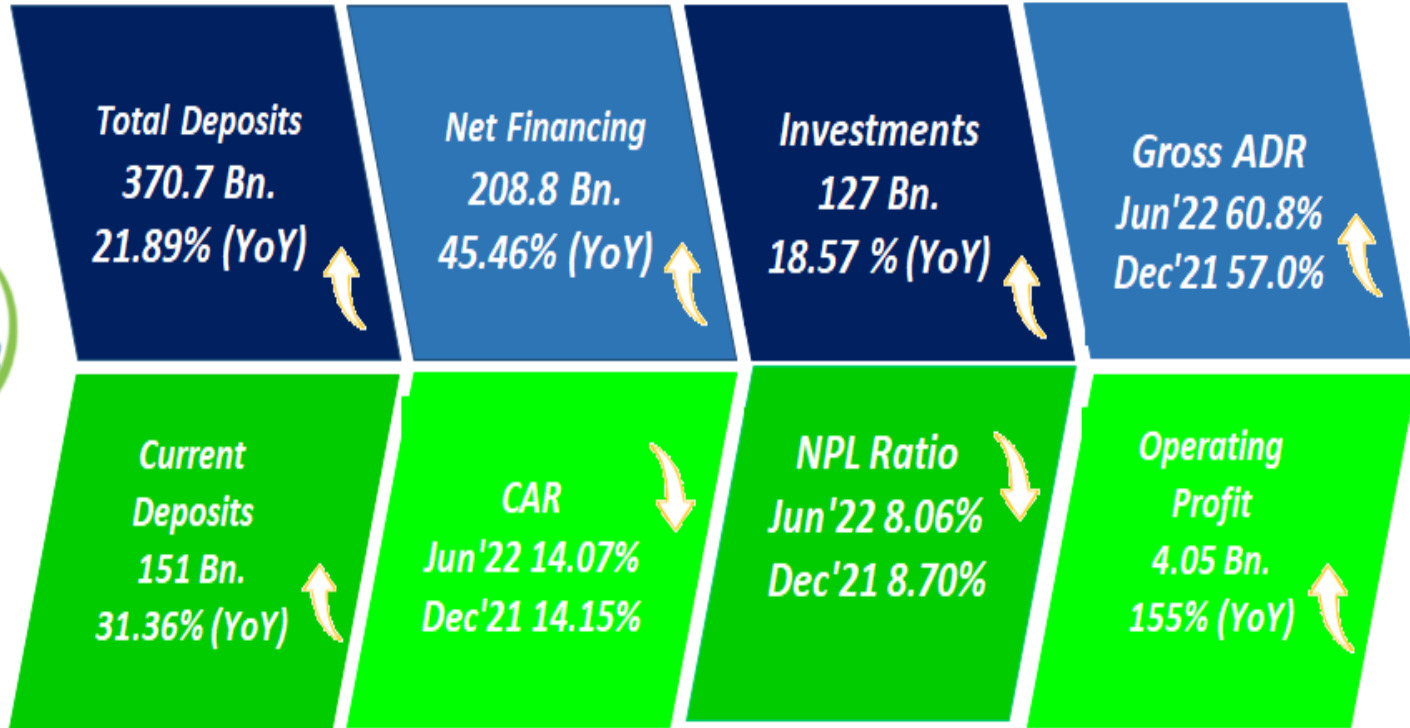 Total Deposits
370.7 Bn.
21.89% (YoY)
Net Financing
208.8 Bn.
45.46% (YoY)
Investments
127 Bn.
18.57 % (YoY)
Gross ADR
Jun'22 60.8%
Dec'21 57.0%
Current
Deposits
151 Bn.
31.36% (YoY)
CAR
Jun'22 14.07%
Dec'21 14.15%
NPL Ratio
Jun'22 8.06%
Dec'21 8.70%
Operating
Profit
4.05 Bn.
155% (YoY)